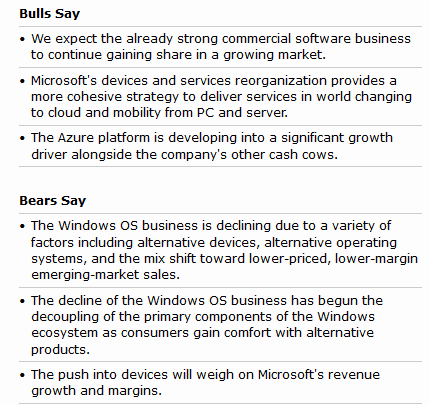 Bulls Say
• We expect the already strong commercial software business
to continue gaining share in a growing market.
• Microsoft's devices and services reorganization provides a
more cohesive strategy to deliver services in world changing
to cloud and mobility from PC and server.
• The Azure platform is developing into a significant growth
driver alongside the company's other cash cows.
Bears Say
• The Windows OS business is declining due to a variety of
factors including alternative devices, alternative operating
systems, and the mix shift toward lower-priced, lower-margin
emerging-market sales.
• The decline of the Windows OS business has begun the
decoupling of the primary components of the Windows
ecosystem as consumers gain comfort with alternative
products.
• The push into devices will weigh on Microsoft's revenue
growth and margins.